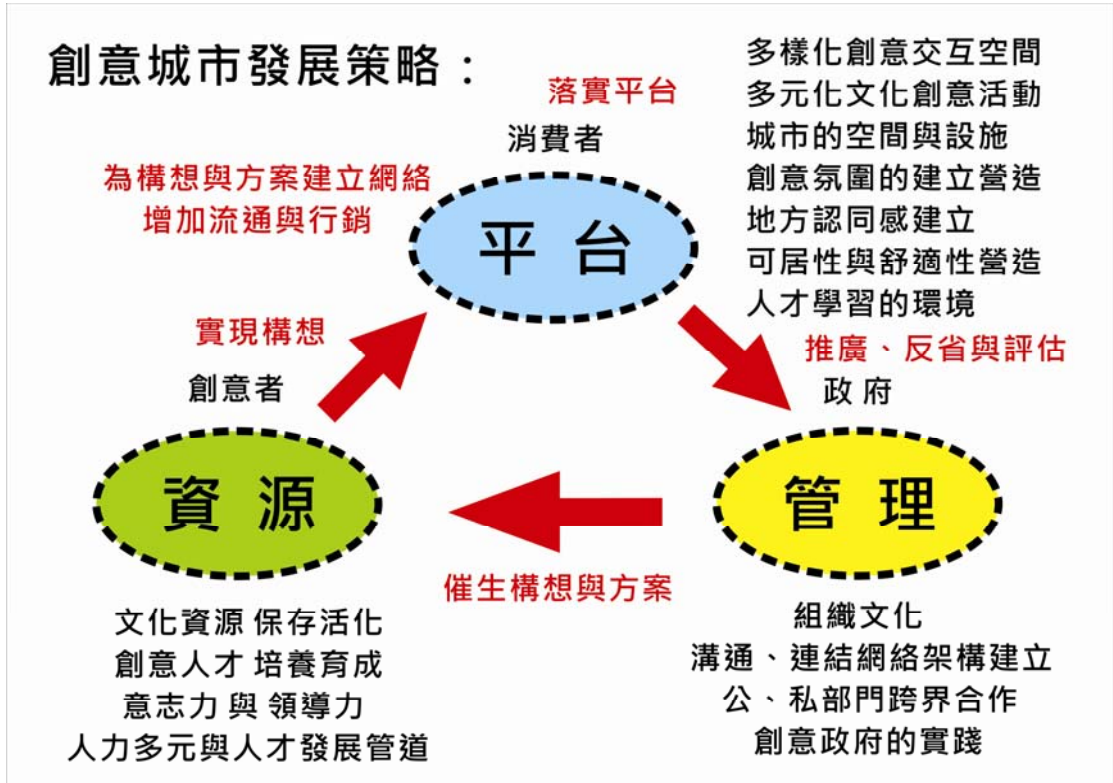 創意城市發展策略：
落實平台
消費者
為構想與方案建立網絡
增加流通與行銷
平台
多樣化創意交互空間
多元化文化創意活動
城市的空間與設施
創意氛圍的建立營造
地方認同感建立
可居性與舒適性營造
人才學習的環境
實現構想
創意者
資源
推廣、反省與評估
政府
管理
催生構想與方案
文化資源 保存活化
創意人才 培養育成
意志力 與 領導力
人力多元與人才發展管道
組織文化
溝通、連結網絡架構建立
公、私部門跨界合作
創意政府的實踐